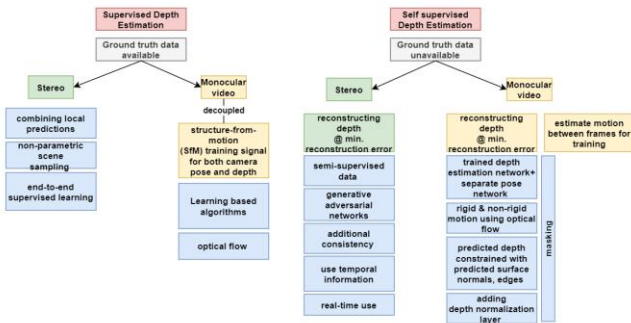 Supervised Depth
Estimation
Ground truth data
available
Stereo
Monocular
video
decoupled
combining local
predictions
non-parametric
scene
sampling
end-to-end
supervised learning
structure-from-
motion
(SfM) training signal
for both camera
pose and depth
Learning based
algorithms
optical flow
Self supervised
Depth Estimation
Ground truth data
unavailable
Stereo
Monocular
video
reconstructing
depth
@ min.
reconstruction error
semi-supervised
data
generative
adversarial
networks
additional
consistency
use temporal
information
real-time use
reconstructing
depth
@ min.
reconstruction error
trained depth
estimation network+
separate pose
network
rigid & non-rigid
motion using optical
flow
predicted depth
constrained with
predicted surface
normals, edges
adding
depth normalization
layer
estimate motion
between frames for
training
masking